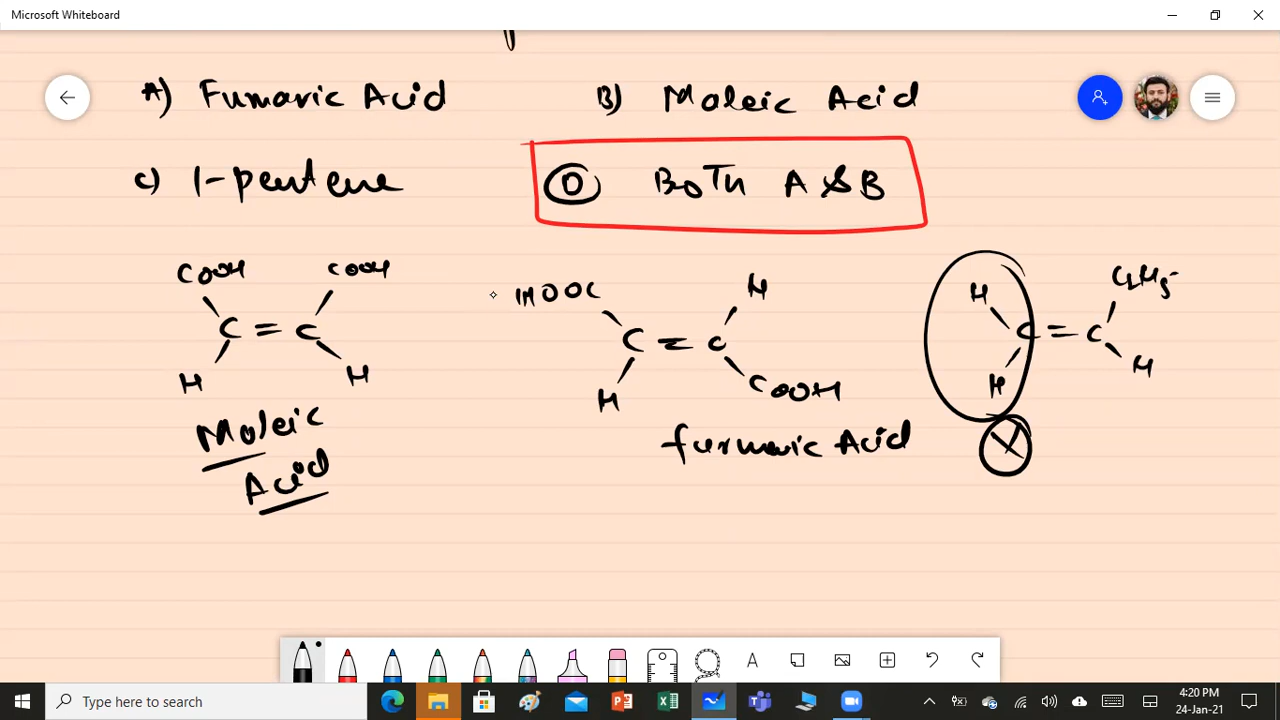 Microsoft Whiteboard
A) Fumaric Acid
B) Maleic Acid
C) 1-pentene
D BoTh A & B
COOH COOH
C = C
H H
Maleic
Acid
HOOC H
C = C
H COOH
fumaric Acid
H
C = C
H H
X
A
Type here to search
4:20 PM
24-Jan-21